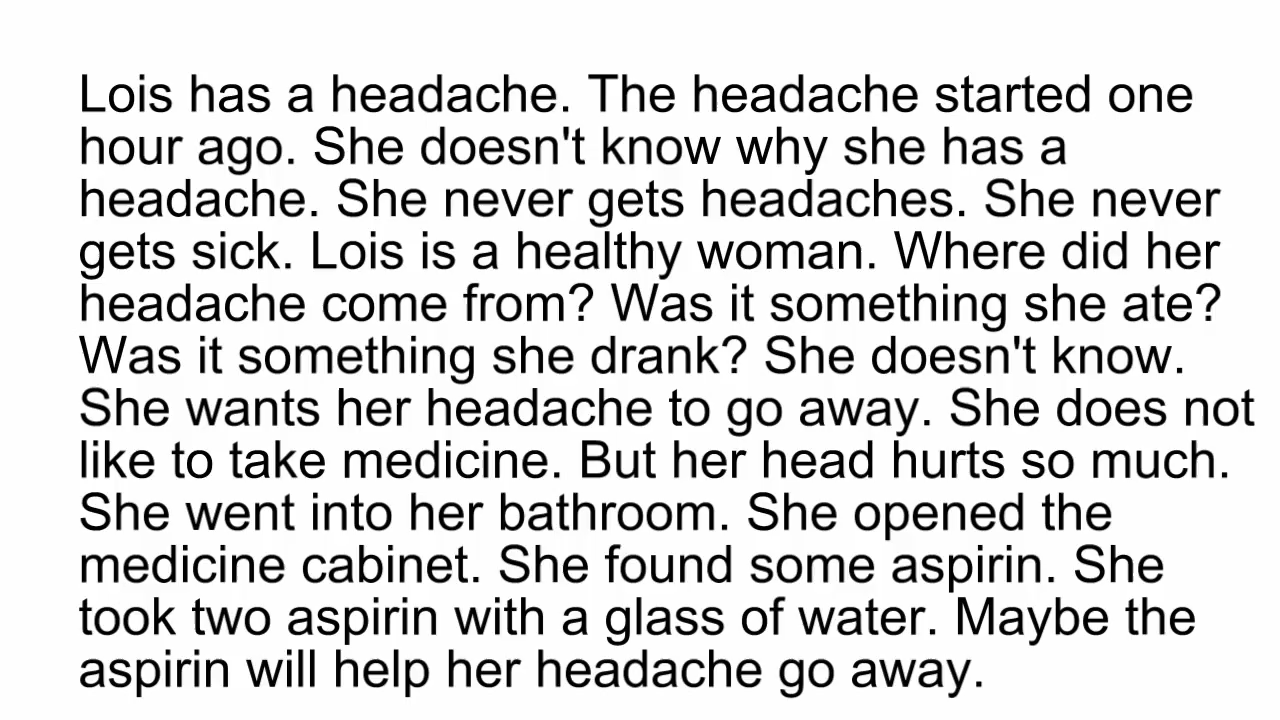 Lois has a headache. The headache started one
hour ago. She doesn't know why she has a
headache. She never gets headaches. She never
gets sick. Lois is a healthy woman. Where did her
headache come from? Was it something she ate?
Was it something she drank? She doesn't know.
She wants her headache to go away. She does not
like to take medicine. But her head hurts so much.
She went into her bathroom. She opened the
medicine cabinet. She found some aspirin. She
took two aspirin with a glass of water. Maybe the
aspirin will help her headache go away.